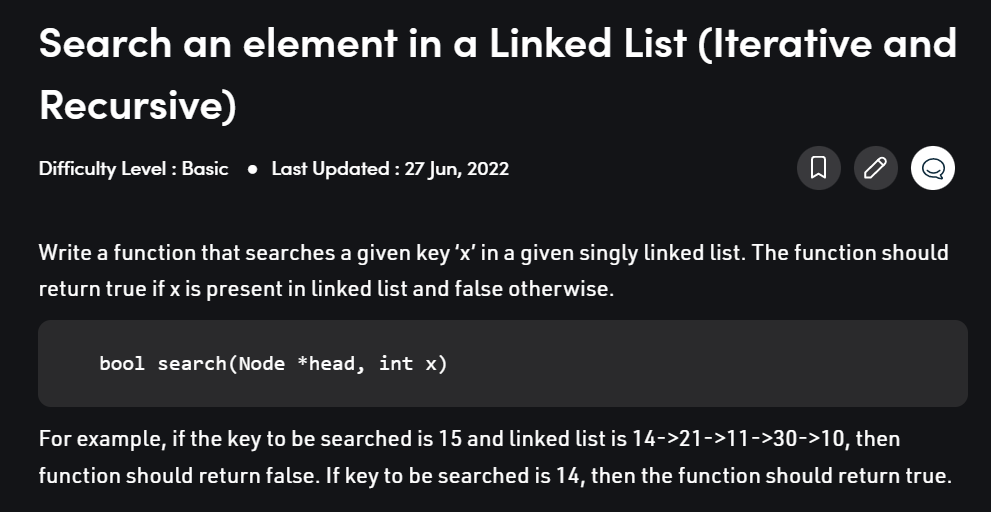 Search an element in a Linked List (Iterative and
Recursive)
Difficulty Level : Basic ● Last Updated : 27 Jun, 2022
Write a function that searches a given key ‘x’ in a given singly linked list. The function should
return true if x is present in linked list and false otherwise.
bool search(Node *head, int x)
For example, if the key to be searched is 15 and linked list is 14->21->11->30->10, then
function should return false. If key to be searched is 14, then the function should return true.